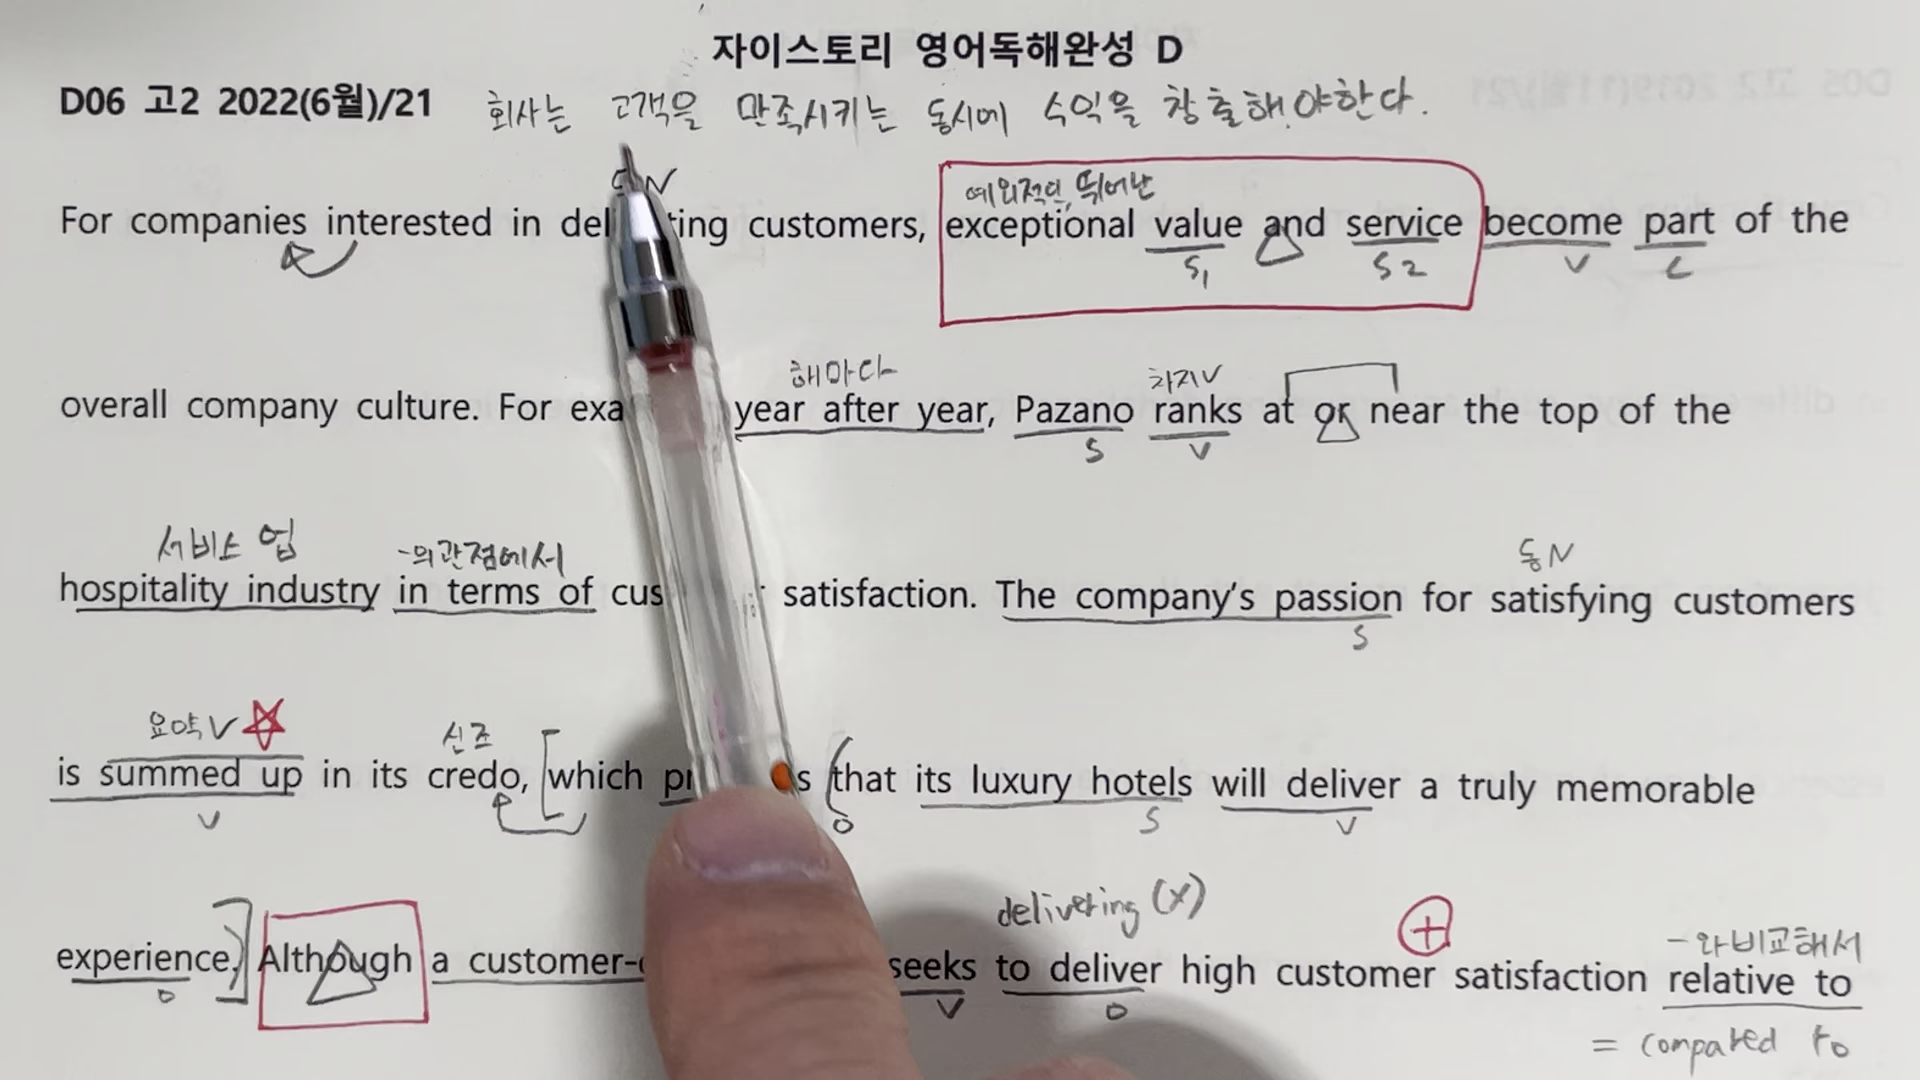 자이스토리 영어독해완성 D
D06 고2 2022(6월)/21 회사는 고객을 만족시키는 동시에 수익을 창출해야한다.
N 예외적인, 뛰어난
For companies interested in customers, exceptional value and service become part of the
S1 S2 V C
해마다 차지V
overall company culture. For year after year, Pazano ranks at or near the top of the
S V
서비스 업 -의 관점에서 동N
hospitality industry in terms of satisfaction. The company's passion for satisfying customers
S
요약V 신조
is summed up in its credo, which that its luxury hotels will deliver a truly memorable
V O S V
delivering (X) + -와 비교해서
experience. Although a seeks to deliver high customer satisfaction relative to
O V O = compared to